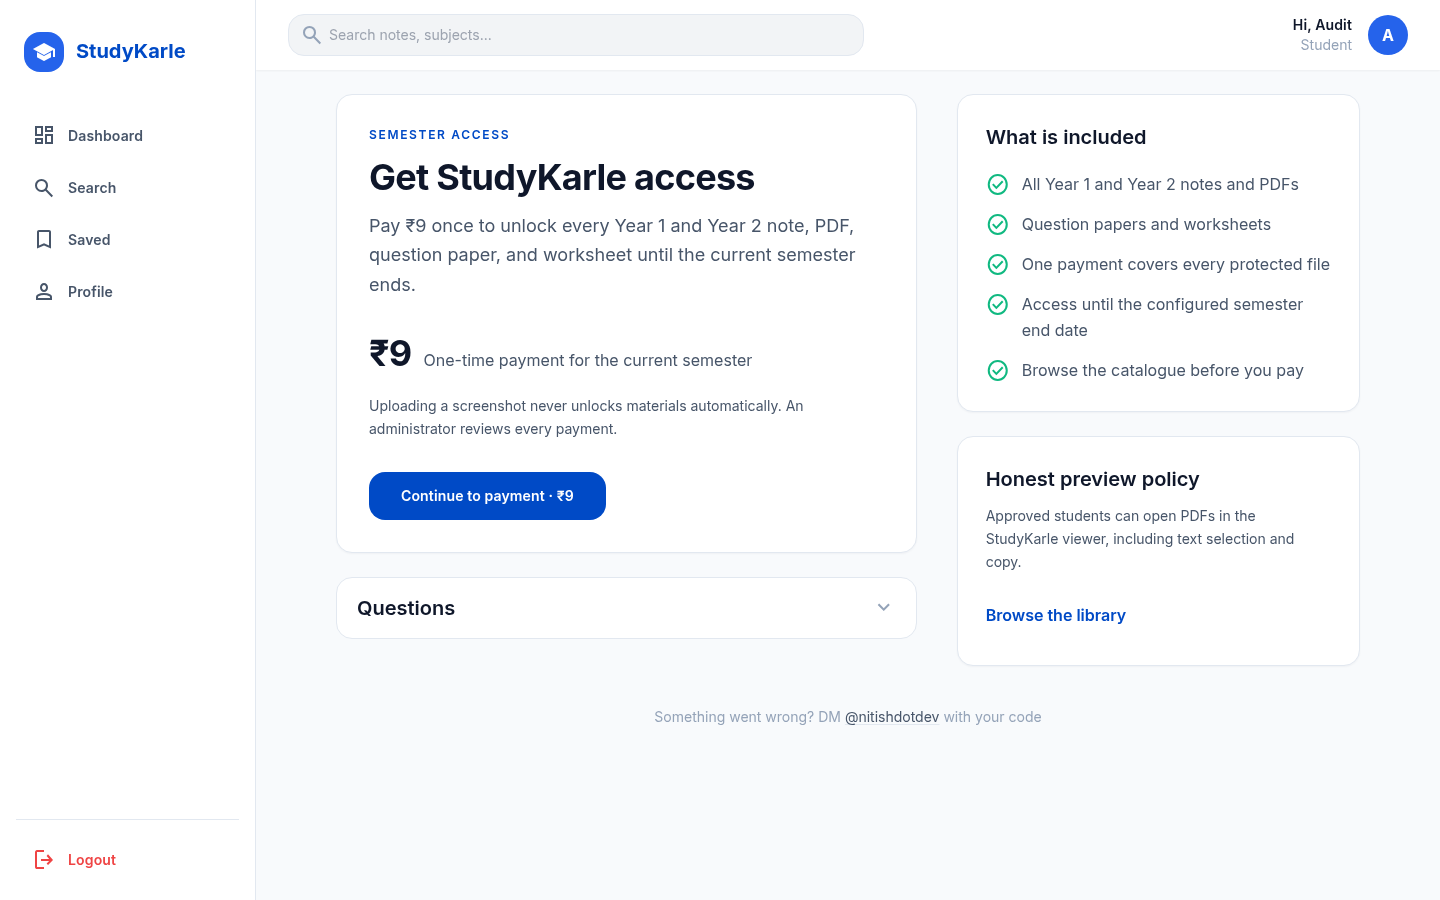 StudyKarle
Dashboard
Search
Saved
Profile
Logout
Search notes, subjects...
Hi, Audit
Student
A
SEMESTER ACCESS
Get StudyKarle access
Pay ₹9 once to unlock every Year 1 and Year 2 note, PDF,
question paper, and worksheet until the current semester
ends.
₹9 One-time payment for the current semester
Uploading a screenshot never unlocks materials automatically. An
administrator reviews every payment.
Continue to payment · ₹9
Questions
What is included
All Year 1 and Year 2 notes and PDFs
Question papers and worksheets
One payment covers every protected file
Access until the configured semester
end date
Browse the catalogue before you pay
Honest preview policy
Approved students can open PDFs in the
StudyKarle viewer, including text selection and
copy.
Browse the library
Something went wrong? DM @nitishdotdev with your code